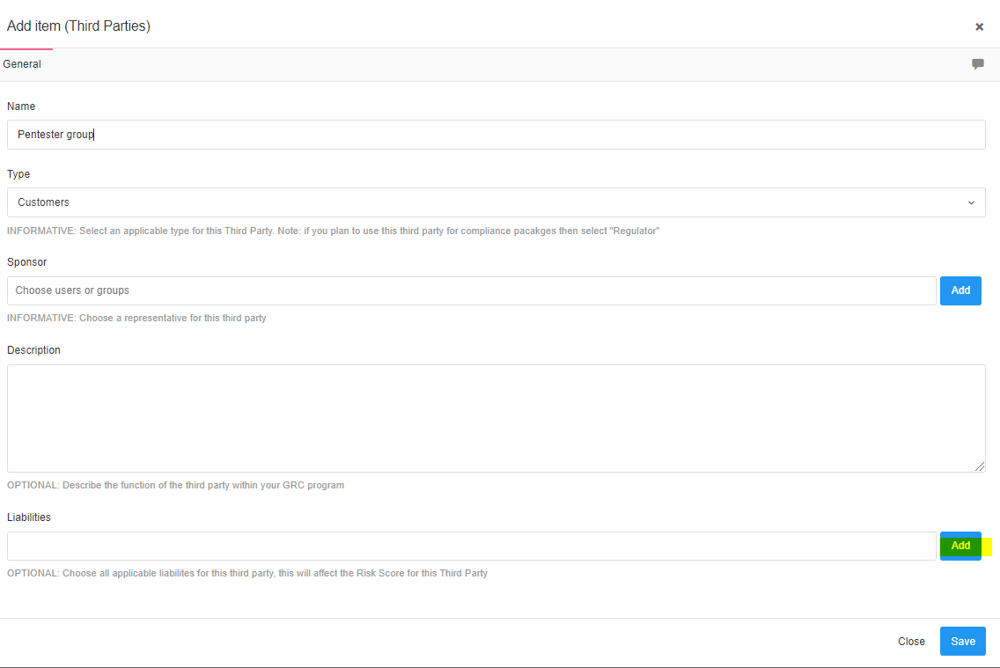 Add item (Third Parties)
General
Name
Pentester group
Type
Customers
INFORMATIVE: Select an applicable type for this Third Party. Note: if you plan to use this third party for compliance pacakges then select "Regulator"
Sponsor
Choose users or groups
Add
INFORMATIVE: Choose a representative for this third party
Description
OPTIONAL: Describe the function of the third party within your GRC program
Liabilities
Add
OPTIONAL: Choose all applicable liabilites for this third party, this will affect the Risk Score for this Third Party
Close
Save